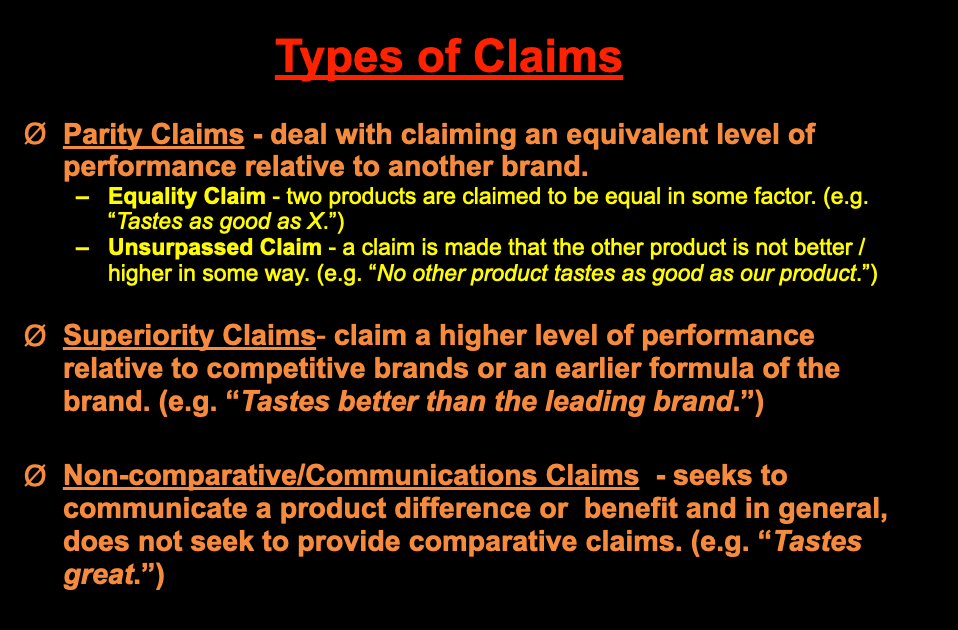 Types of Claims
Ø Parity Claims - deal with claiming an equivalent level of
performance relative to another brand.
– Equality Claim - two products are claimed to be equal in some factor. (e.g.
“Tastes as good as X.”)
– Unsurpassed Claim - a claim is made that the other product is not better /
higher in some way. (e.g. “No other product tastes as good as our product.”)
Ø Superiority Claims- claim a higher level of performance
relative to competitive brands or an earlier formula of the
brand. (e.g. “Tastes better than the leading brand.”)
Ø Non-comparative/Communications Claims - seeks to
communicate a product difference or benefit and in general,
does not seek to provide comparative claims. (e.g. “Tastes
great.”)